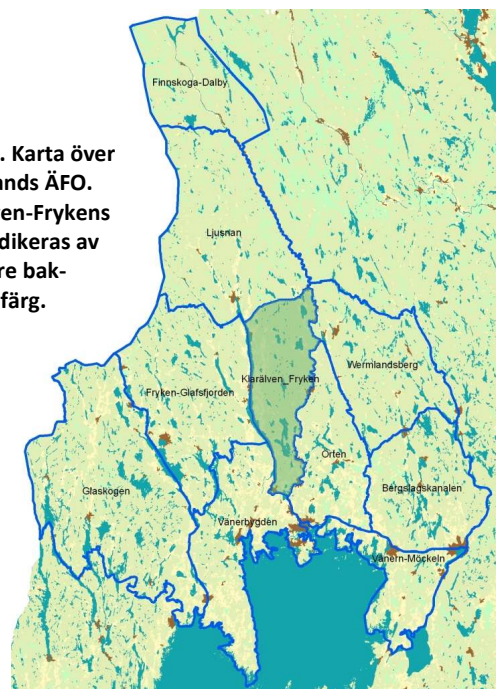 . Karta över
ands ÄFO.
en-Frykens
dikeras av
re bak-
färg.
Finnskoga-Dalby
Ljusnan
Wermlandsberg
Fryken-Glafsfjorden
Klarälven_Fryken
Örten
Glaskogen
Bergslagskanalen
Vänerbygden
Vänern-Möckeln